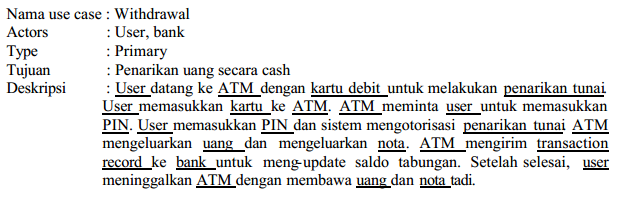 Nama use case : Withdrawal
Actors : User, bank
Type : Primary
Tujuan : Penarikan uang secara cash
Deskripsi : User datang ke ATM dengan kartu debit untuk melakukan penarikan tunai
User memasukkan kartu ke ATM. ATM meminta user untuk memasukkan
PIN. User memasukkan PIN dan sistem mengotorisasi penarikan tunai ATM
mengeluarkan uang dan mengeluarkan nota. ATM mengirim transaction
record ke bank untuk meng-update saldo tabungan. Setelah selesai, user
meninggalkan ATM dengan membawa uang dan nota tadi.